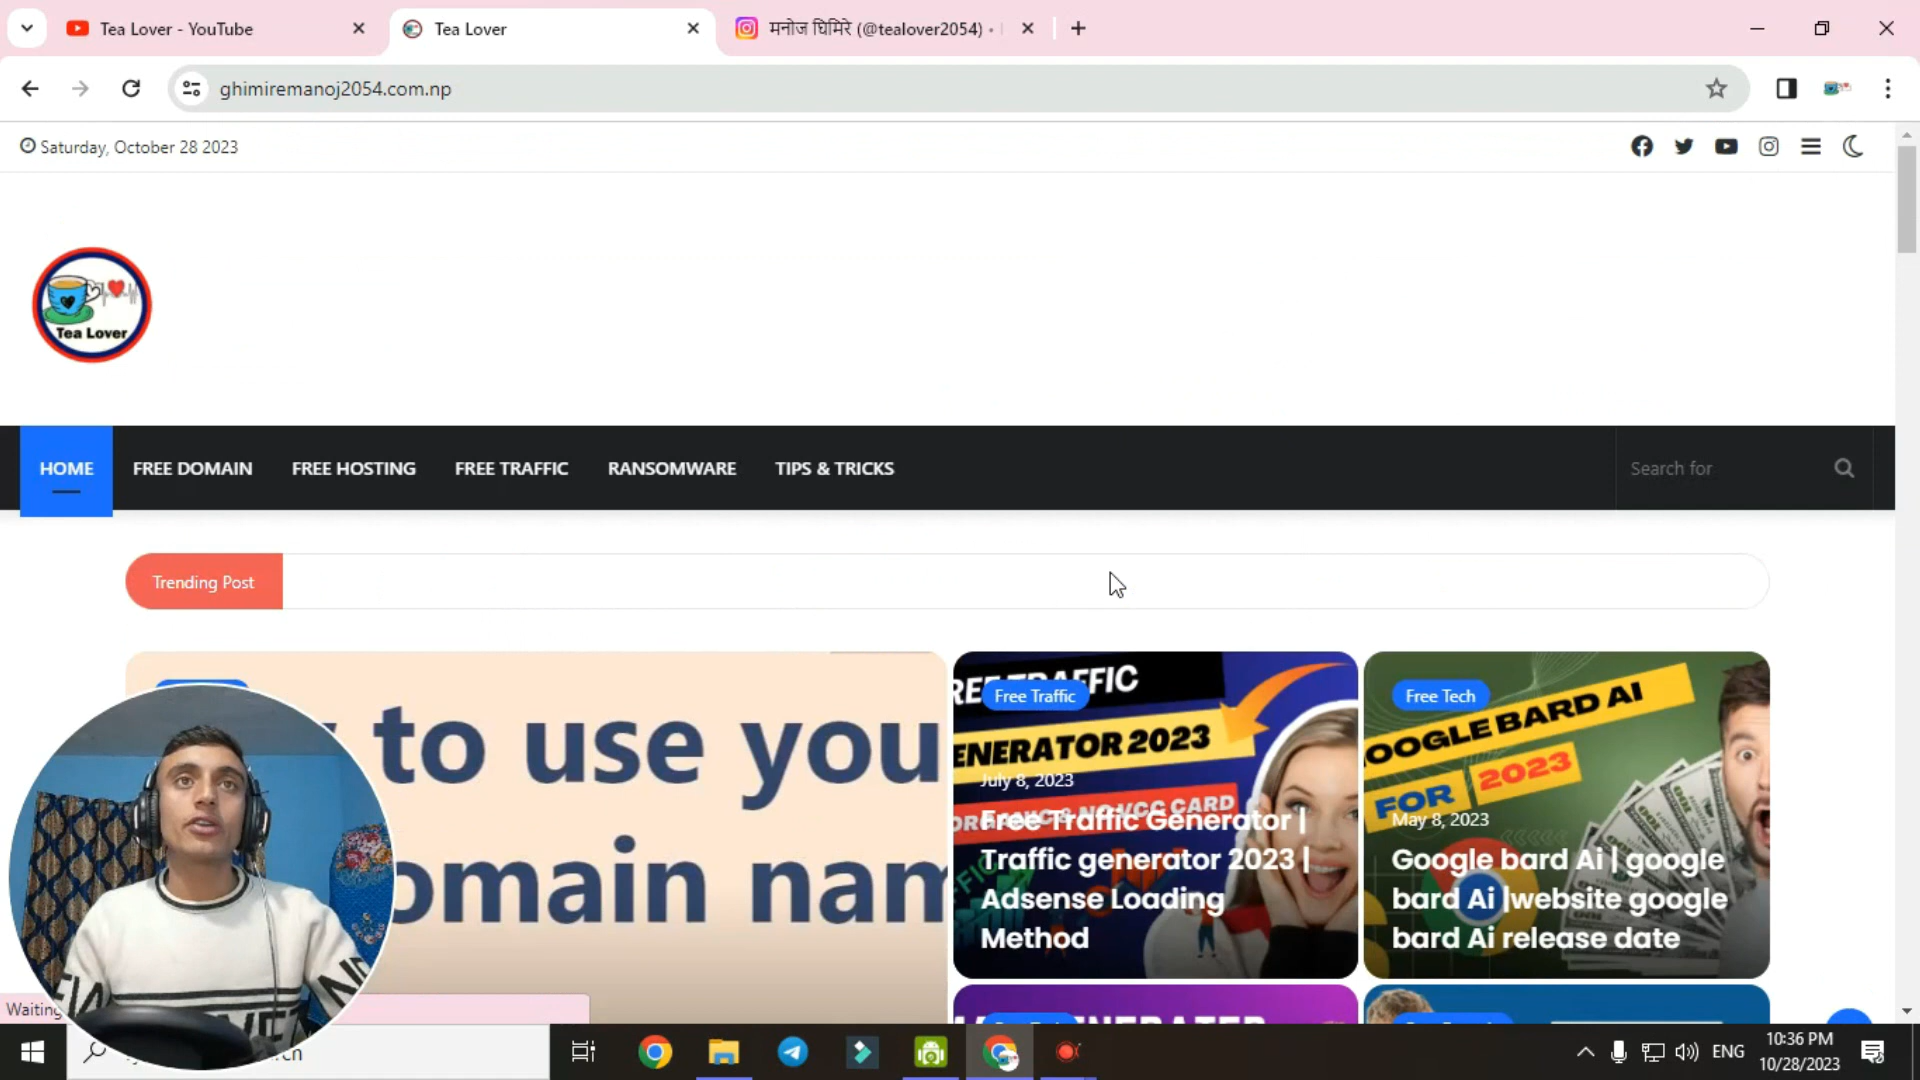 Tea Lover - YouTube
Tea Lover
मनोज घिमिरे (@tealover2054) •
ghimiremanoj2054.com.np
Saturday, October 28 2023
Tea Lover
HOME
FREE DOMAIN
FREE HOSTING
FREE TRAFFIC
RANSOMWARE
TIPS & TRICKS
Search for
Trending Post
to use you
omain nam
Free Traffic
ENERATOR 2023
July 8, 2023
Free Traffic Generator |
Traffic generator 2023 |
Adsense Loading
Method
Free Tech
GOOGLE BARD AI
FOR 2023
May 8, 2023
Google bard Ai | google
bard Ai |website google
bard Ai release date
Waiting
ENG
10:36 PM
10/28/2023